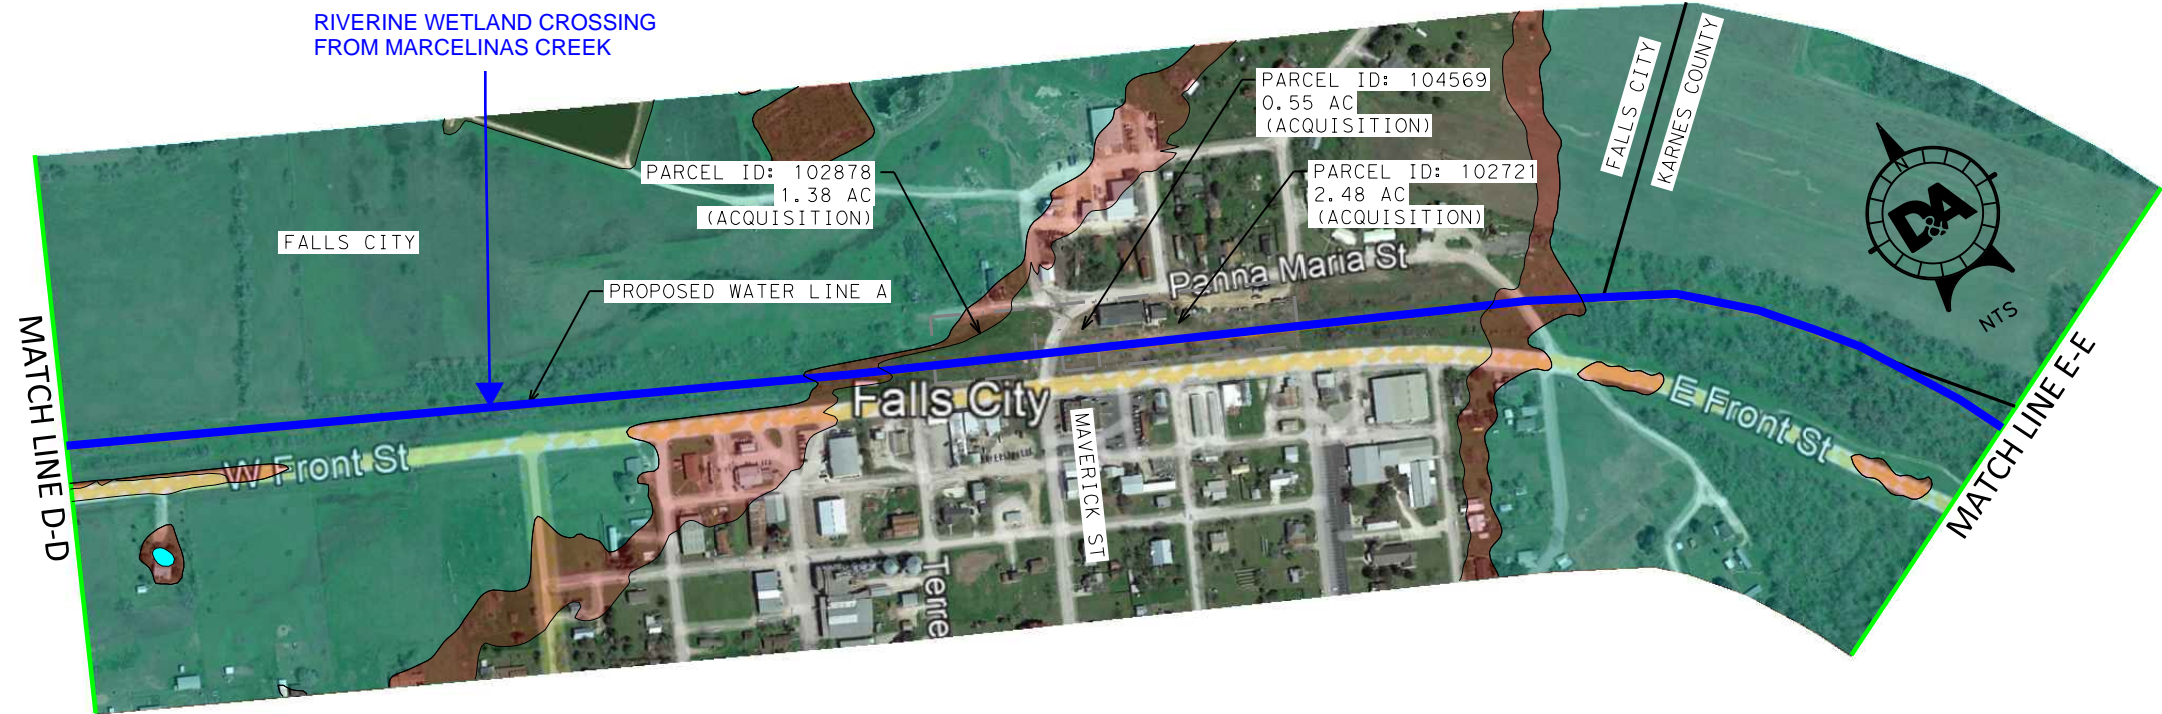 RIVERINE WETLAND CROSSING
FROM MARCELINAS CREEK
PARCEL ID: 104569
0.55 AC
(ACQUISITION)
FALLS CITY
KARNES COUNTY
PARCEL ID: 102878
1.38 AC
(ACQUISITION)
PARCEL ID: 102721
2.48 AC
(ACQUISITION)
N
D&A
NTS
FALLS CITY
Panna Maria St
PROPOSED WATER LINE A
MATCH LINE D-D
Falls City
W Front St
MAVERICK ST
E Front St
MATCH LINE E-E
Terre